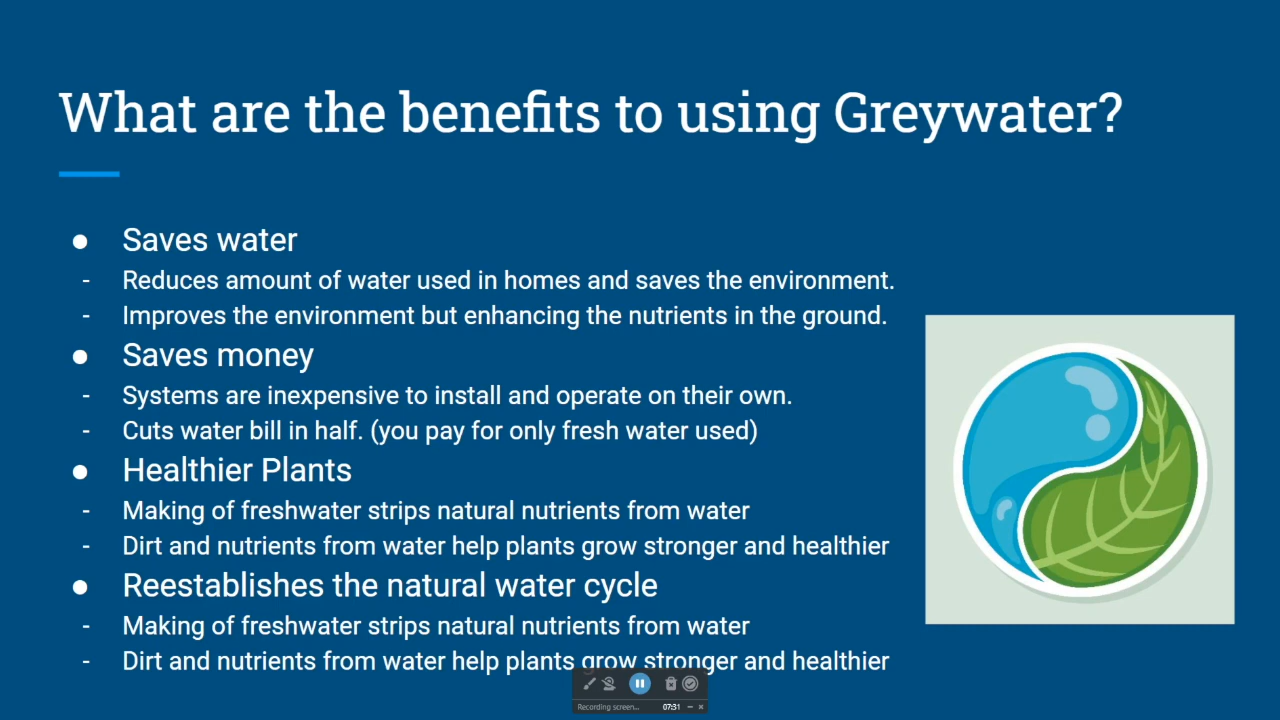 What are the benefits to using Greywater?
● Saves water
- Reduces amount of water used in homes and saves the environment.
- Improves the environment but enhancing the nutrients in the ground.
● Saves money
- Systems are inexpensive to install and operate on their own.
- Cuts water bill in half. (you pay for only fresh water used)
● Healthier Plants
- Making of freshwater strips natural nutrients from water
- Dirt and nutrients from water help plants grow stronger and healthier
● Reestablishes the natural water cycle
- Making of freshwater strips natural nutrients from water
- Dirt and nutrients from water help plants grow stronger and healthier
Recording screen... 07:31